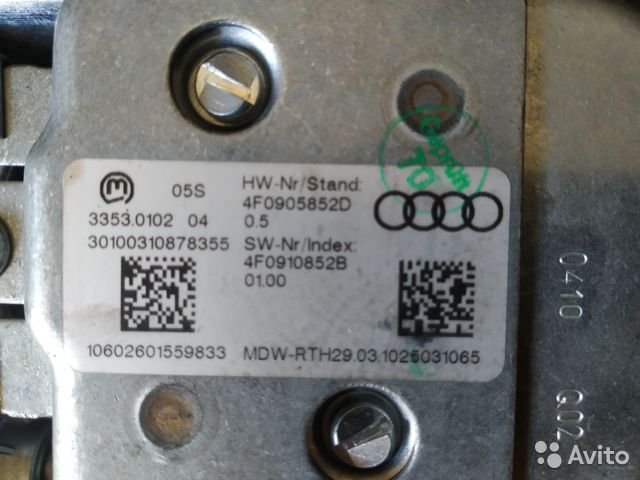 M
05S
HW-Nr/Stand:
4F0905852D
3353.0102 04
0.5
30100310878355
SW-Nr/Index:
4F0910852B
01.00
10602601559833
MDW-RTH29.03.1025031065
0410
G02
Avito